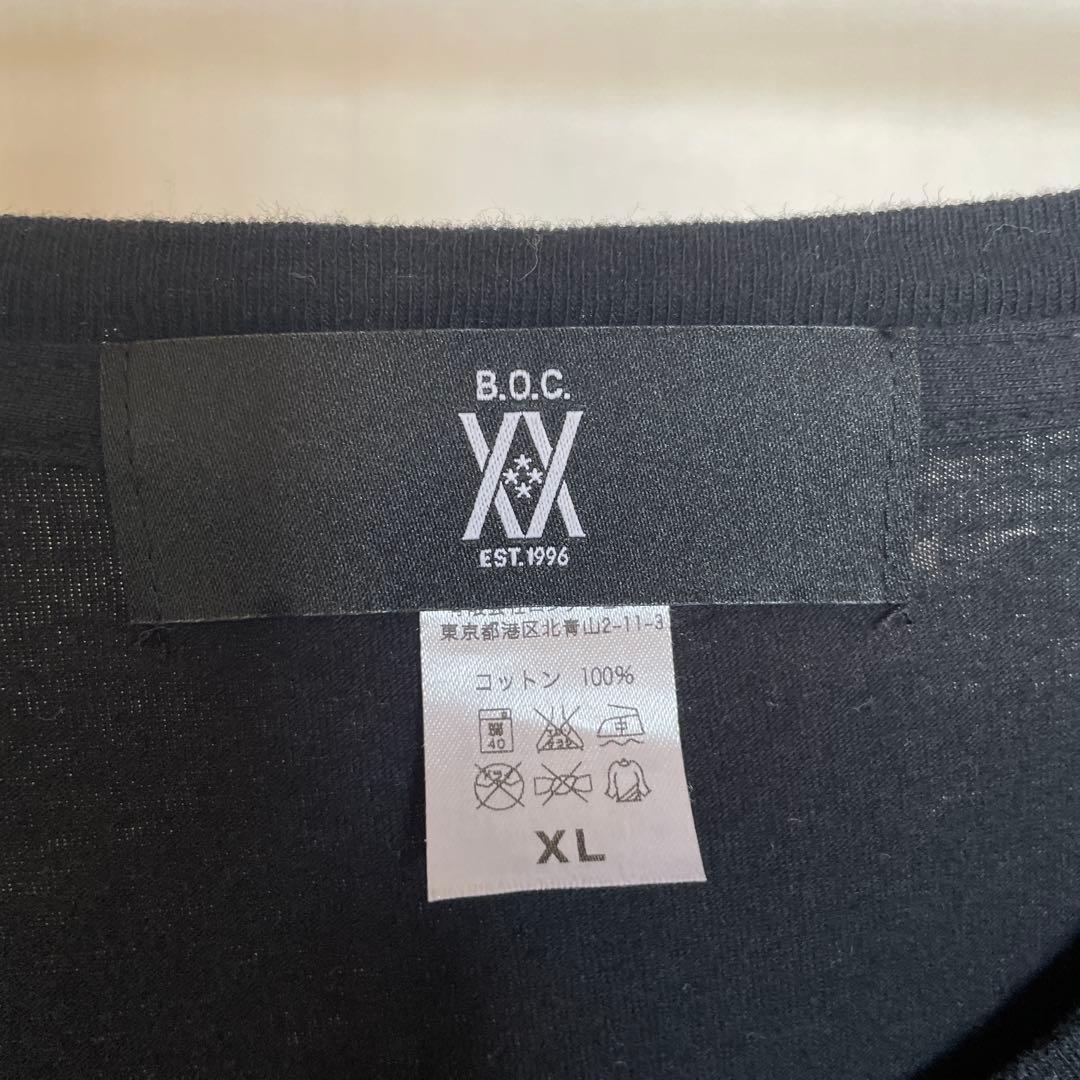 B.O.C.
EST.1996
東京都港区北青山2-11-3
コットン 100%
40
中
XL